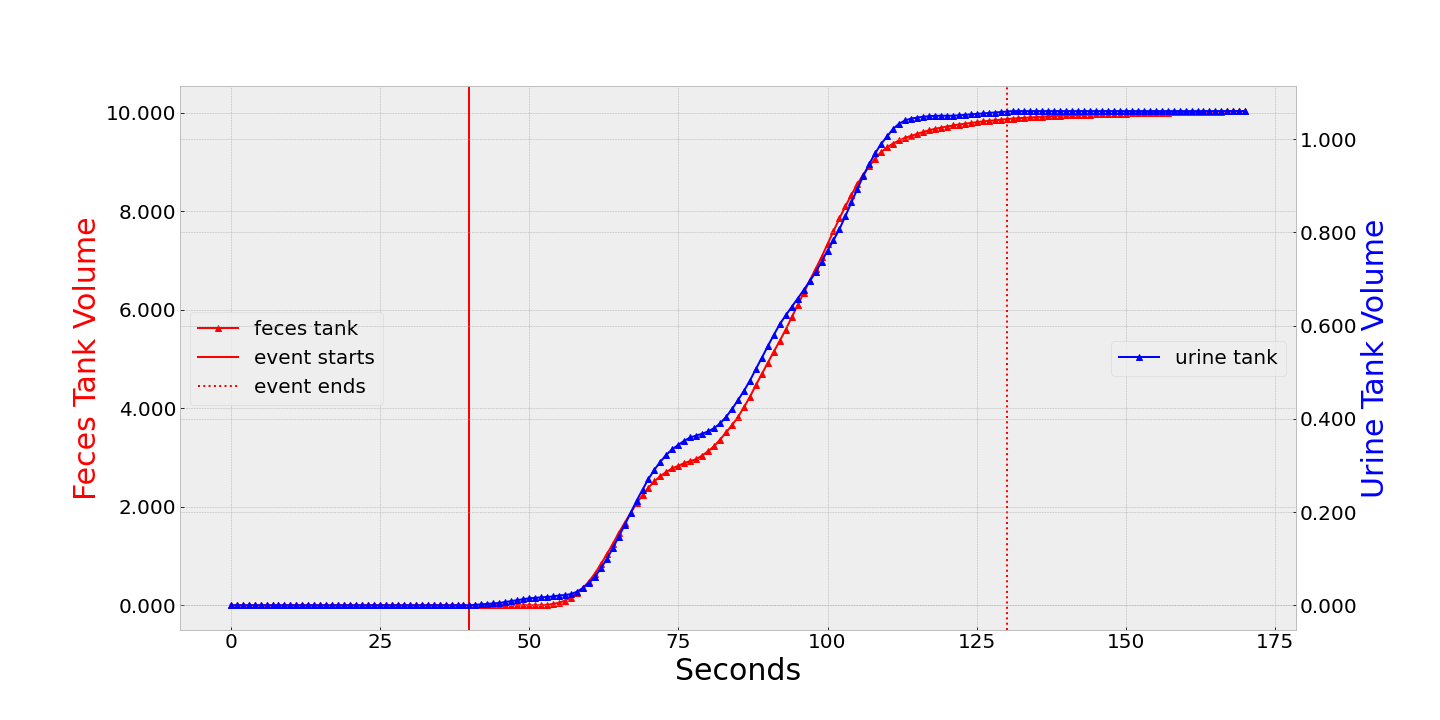 10.000
8.000
6.000
4.000
2.000
0.000
Feces Tank Volume
feces tank
event starts
event ends
urine tank
1.000
0.800
0.600
0.400
0.200
0.000
Urine Tank Volume
0 25 50 75 100 125 150 175
Seconds